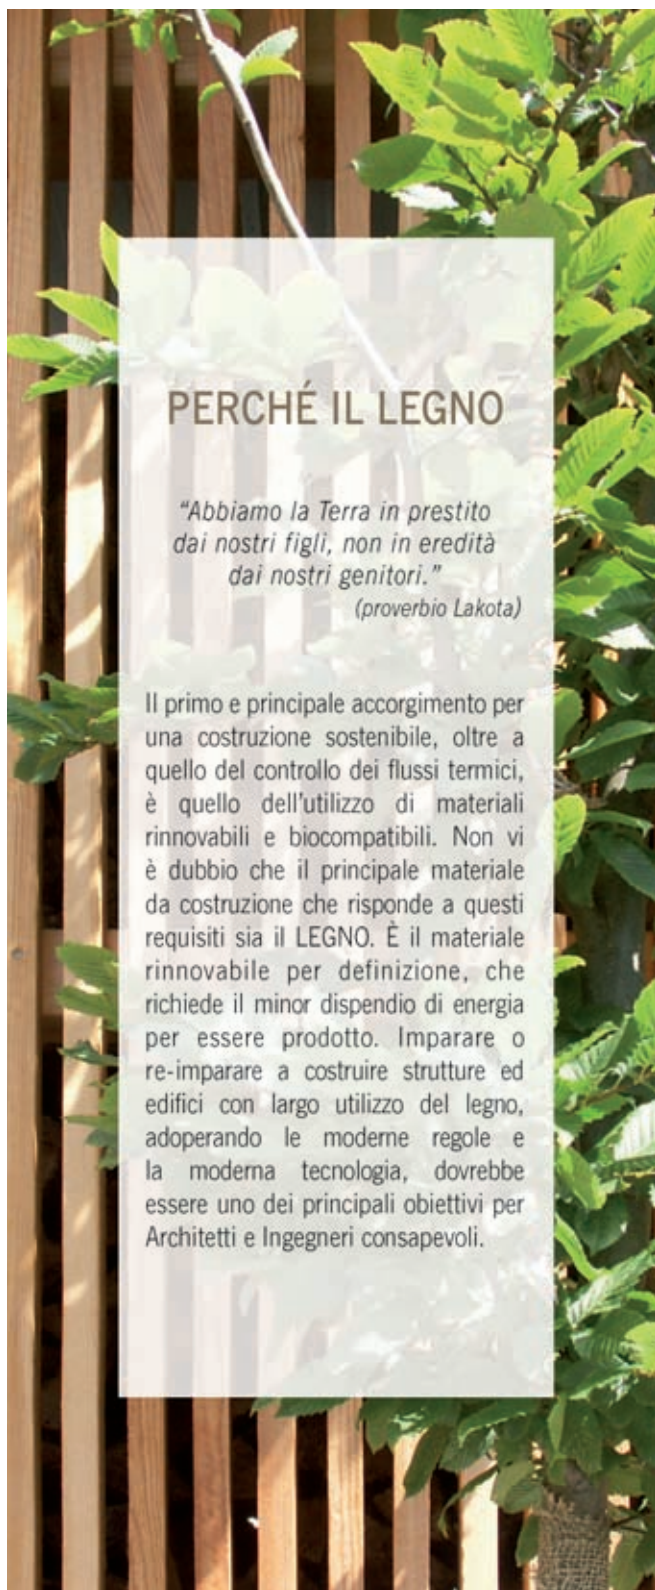 PERCHÉ IL LEGNO
“Abbiamo la Terra in prestito
dai nostri figli, non in eredità
dai nostri genitori.”
(proverbio Lakota)
Il primo e principale accorgimento per
una costruzione sostenibile, oltre a
quello del controllo dei flussi termici,
è quello dell’utilizzo di materiali
rinnovabili e biocompatibili. Non vi
è dubbio che il principale materiale
da costruzione che risponde a questi
requisiti sia il LEGNO. È il materiale
rinnovabile per definizione, che
richiede il minor dispendio di energia
per essere prodotto. Imparare o
re-imparare a costruire strutture ed
edifici con largo utilizzo del legno,
adoperando le moderne regole e
la moderna tecnologia, dovrebbe
essere uno dei principali obiettivi per
Architetti e Ingegneri consapevoli.